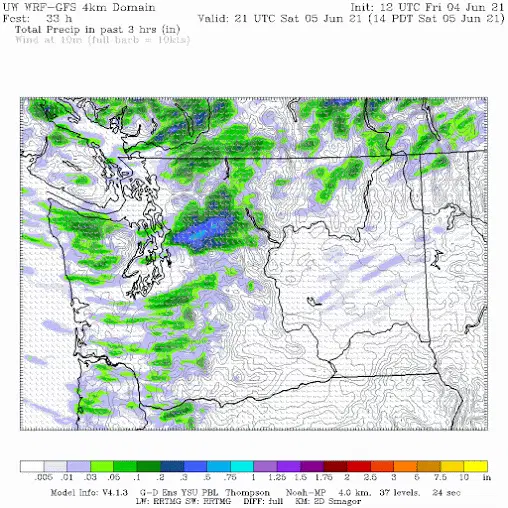 UW WRF-GFS 4km Domain Init: 12 UTC Fri 04 Jun 21
Fcst: 33 h Valid: 21 UTC Sat 05 Jun 21 (14 PDT Sat 05 Jun 21)
Total Precip in past 3 hrs (in)
Wind at 10m (full barb = 10kts)
.005 .01 .03 .05 .1 .2 .3 .5 .75 1 1.25 1.5 1.75 2 2.5 3 5 7.5 10 in
Model Info: V4.1.3 G-D Ens YSU PBL Thompson Noah-MP 4.0 km, 37 levels, 24 sec
LW: RRTMG SW: RRTMG DIFF: full KM: 2D Smagor